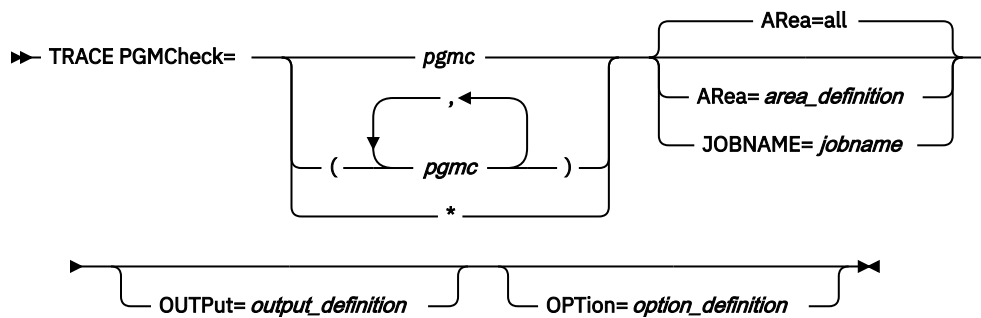 ARea=all
TRACE PGMCheck= pgmc
, ARea= area_definition
( pgmc ) JOBNAME= jobname
*
OUTPut= output_definition OPTion= option_definition